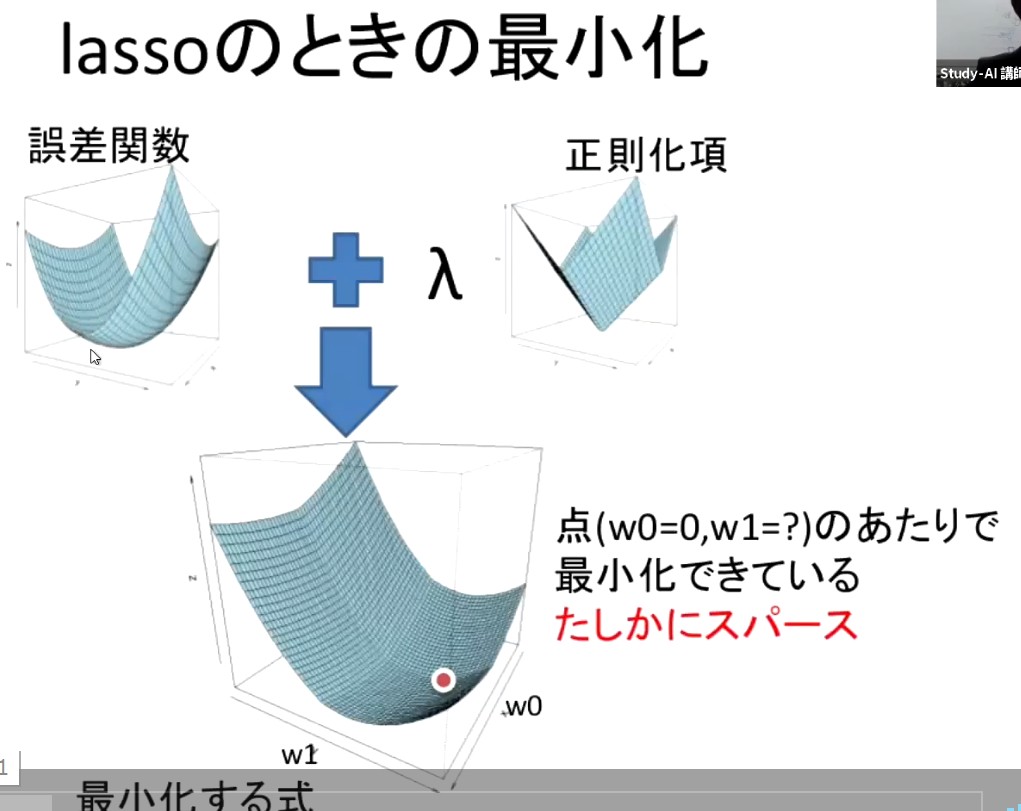 lassoのときの最小化
Study-AI 講師
誤差関数
正則化項
λ
点(w0=0,w1=?)のあたりで
最小化できている
たしかにスパース
z
w0
w1
1
最小化する式